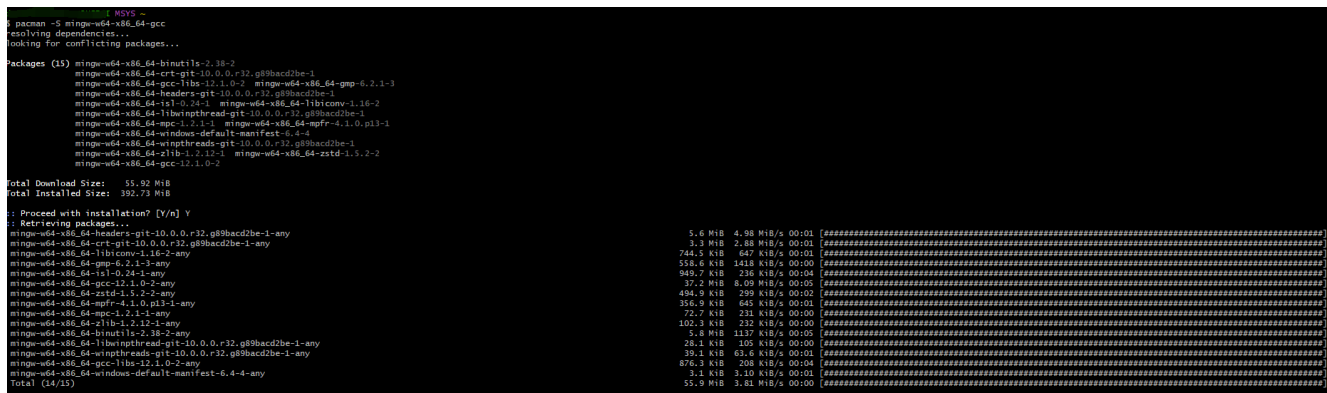 MSYS ~
$ pacman -S mingw-w64-x86_64-gcc
resolving dependencies...
looking for conflicting packages...
Packages (15) mingw-w64-x86_64-binutils-2.38-2
mingw-w64-x86_64-crt-git-10.0.0.r32.g89bacd2be-1
mingw-w64-x86_64-gcc-libs-12.1.0-2 mingw-w64-x86_64-gmp-6.2.1-3
mingw-w64-x86_64-headers-git-10.0.0.r32.g89bacd2be-1
mingw-w64-x86_64-isl-0.24-1 mingw-w64-x86_64-libiconv-1.16-2
mingw-w64-x86_64-libwinpthread-git-10.0.0.r32.g89bacd2be-1
mingw-w64-x86_64-mpc-1.2.1-1 mingw-w64-x86_64-mpfr-4.1.0.p13-1
mingw-w64-x86_64-windows-default-manifest-6.4-4
mingw-w64-x86_64-winpthreads-git-10.0.0.r32.g89bacd2be-1
mingw-w64-x86_64-zlib-1.2.12-1 mingw-w64-x86_64-zstd-1.5.2-2
mingw-w64-x86_64-gcc-12.1.0-2
Total Download Size: 55.92 MiB
Total Installed Size: 392.73 MiB
:: Proceed with installation? [Y/n] Y
:: Retrieving packages...
mingw-w64-x86_64-headers-git-10.0.0.r32.g89bacd2be-1-any 5.6 MiB 4.98 MiB/s 00:01
mingw-w64-x86_64-crt-git-10.0.0.r32.g89bacd2be-1-any 3.3 MiB 2.88 MiB/s 00:01
mingw-w64-x86_64-libiconv-1.16-2-any 744.5 KiB 647 KiB/s 00:01
mingw-w64-x86_64-gmp-6.2.1-3-any 558.6 KiB 1418 KiB/s 00:00
mingw-w64-x86_64-isl-0.24-1-any 949.7 KiB 236 KiB/s 00:04
mingw-w64-x86_64-gcc-12.1.0-2-any 37.2 MiB 8.09 MiB/s 00:05
mingw-w64-x86_64-zstd-1.5.2-2-any 494.9 KiB 299 KiB/s 00:02
mingw-w64-x86_64-mpfr-4.1.0.p13-1-any 356.9 KiB 645 KiB/s 00:01
mingw-w64-x86_64-mpc-1.2.1-1-any 72.7 KiB 231 KiB/s 00:00
mingw-w64-x86_64-zlib-1.2.12-1-any 102.3 KiB 232 KiB/s 00:00
mingw-w64-x86_64-binutils-2.38-2-any 5.8 MiB 1137 KiB/s 00:05
mingw-w64-x86_64-libwinpthread-git-10.0.0.r32.g89bacd2be-1-any 28.1 KiB 105 KiB/s 00:00
mingw-w64-x86_64-winpthreads-git-10.0.0.r32.g89bacd2be-1-any 39.1 KiB 63.6 KiB/s 00:01
mingw-w64-x86_64-gcc-libs-12.1.0-2-any 876.3 KiB 208 KiB/s 00:04
mingw-w64-x86_64-windows-default-manifest-6.4-4-any 3.1 KiB 3.10 KiB/s 00:01
Total (14/15) 55.9 MiB 3.81 MiB/s 00:00